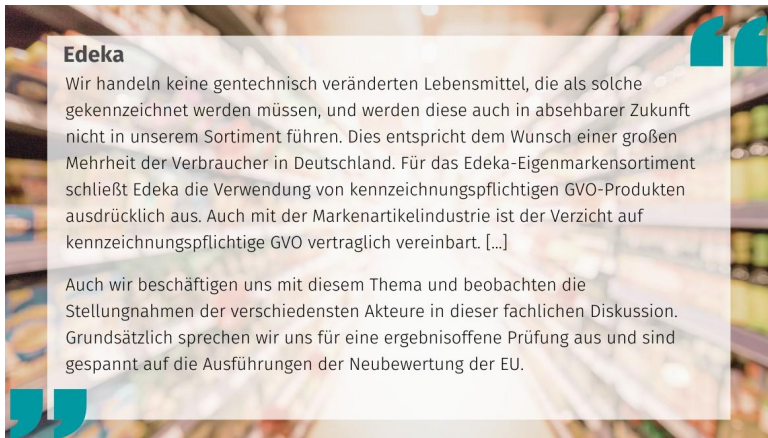 Edeka
Wir handeln keine gentechnisch veränderten Lebensmittel, die als solche
gekennzeichnet werden müssen, und werden diese auch in absehbarer Zukunft
nicht in unserem Sortiment führen. Dies entspricht dem Wunsch einer großen
Mehrheit der Verbraucher in Deutschland. Für das Edeka-Eigenmarkensortiment
schließt Edeka die Verwendung von kennzeichnungspflichtigen GVO-Produkten
ausdrücklich aus. Auch mit der Markenartikelindustrie ist der Verzicht auf
kennzeichnungspflichtige GVO vertraglich vereinbart. [...]
Auch wir beschäftigen uns mit diesem Thema und beobachten die
Stellungnahmen der verschiedensten Akteure in dieser fachlichen Diskussion.
Grundsätzlich sprechen wir uns für eine ergebnisoffene Prüfung aus und sind
gespannt auf die Ausführungen der Neubewertung der EU.